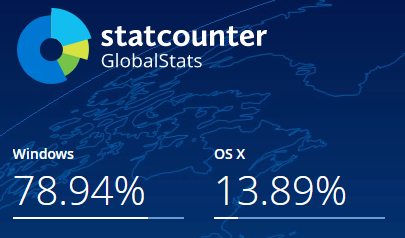 statcounter
GlobalStats
Windows
OS X
78.94%
13.89%